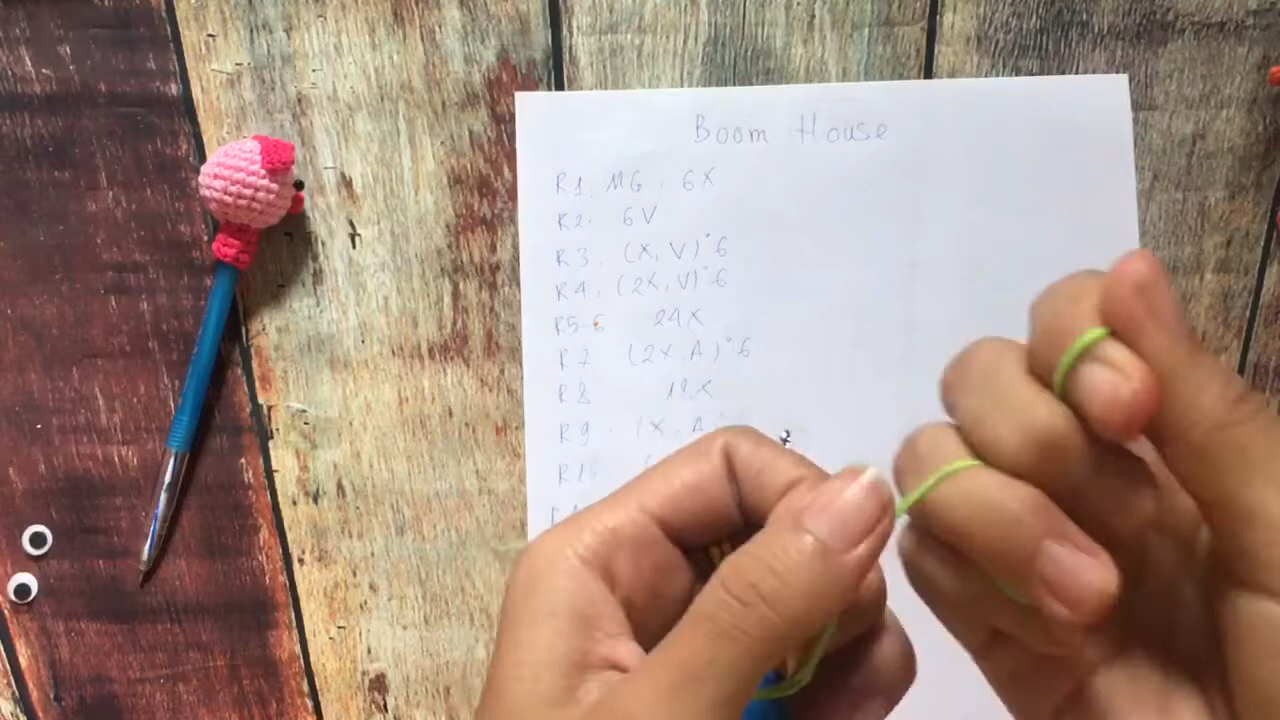 Boom House
R1. MG. 6X
R2. 6V
R3. (X, V)*6
R4. (2X, V)*6
R5-6 24X
R7 (2X. A)*6
R8 18X
R9. (X, A)